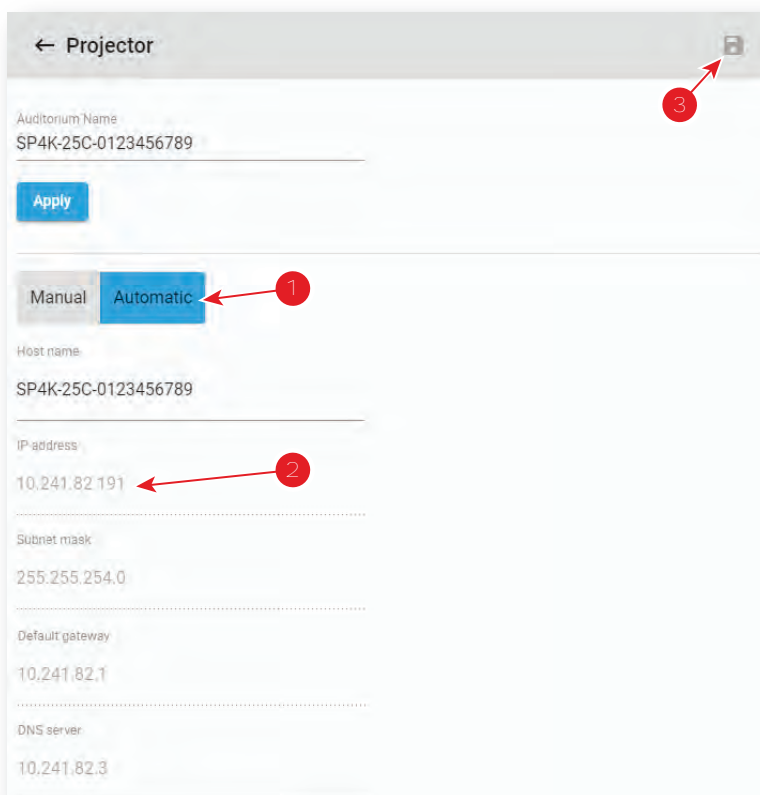 ← Projector
3
Auditorium Name
SP4K-25C-0123456789
Apply
Manual Automatic
1
Host name
SP4K-25C-0123456789
IP address
10.241.82.191
2
Subnet mask
255.255.254.0
Default gateway
10.241.82.1
DNS server
10.241.82.3